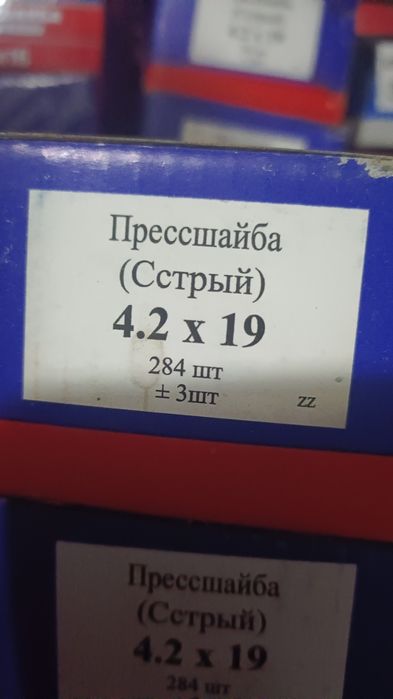 Прессшайба
(Сстрый)
4.2 x 19
284 шт
± 3шт
zz
Прессшайба
(Сстрый)
4.2 x 19
284 шт